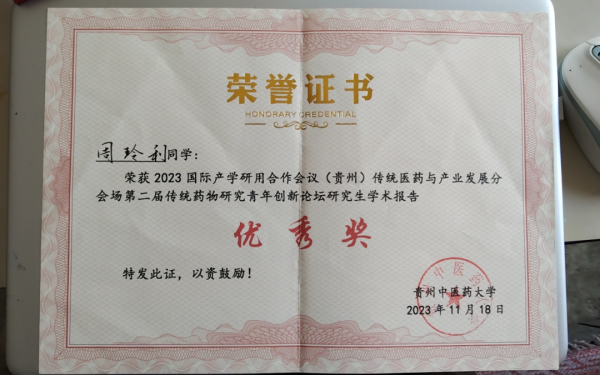 荣誉证书
HONORARY CREDENTIAL
周玲利同学：
荣获 2023 国际产学研用合作会议（贵州）传统医药与产业发展分
会场第二届传统药物研究青年创新论坛研究生学术报告
优秀奖
特发此证，以资鼓励！
贵州中医药大学
2023 年 11 月 18 日